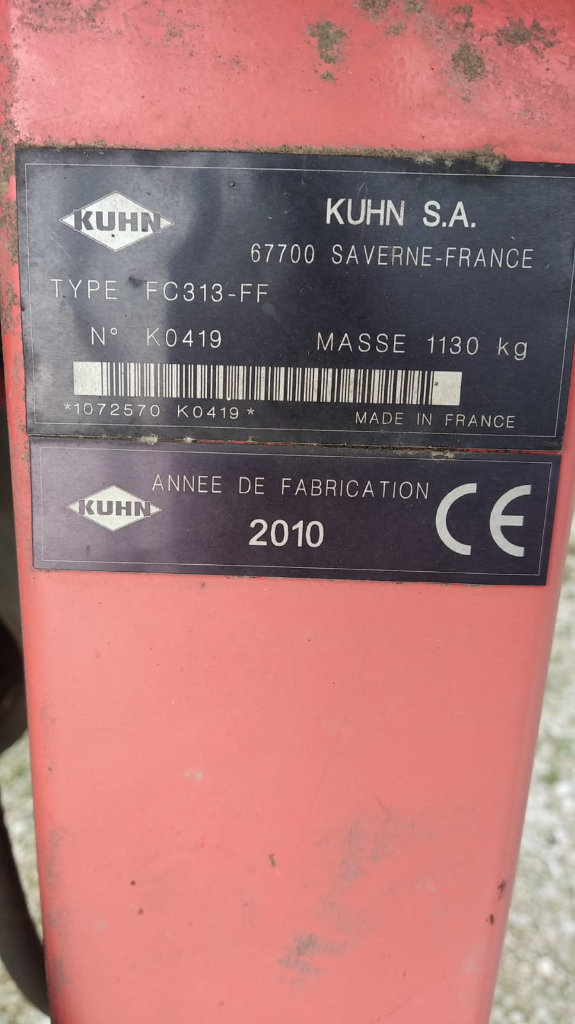 KUHN
KUHN S.A.
67700 SAVERNE-FRANCE
TYPE FC313-FF
N° K0419 MASSE 1130 kg
*1072570 K0419*
MADE IN FRANCE
KUHN
ANNEE DE FABRICATION
2010
CE